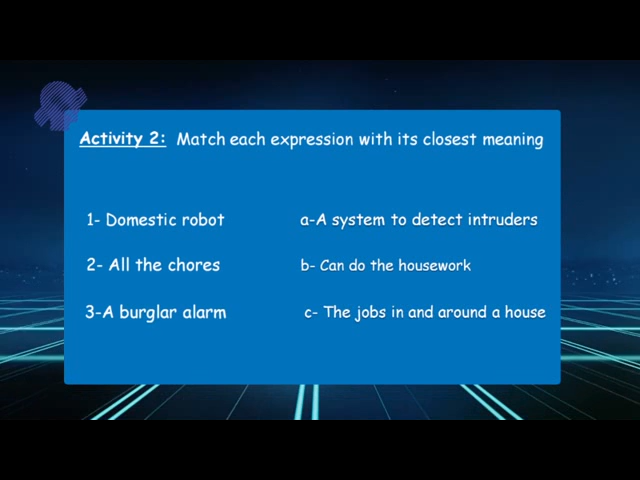 Activity 2: Match each expression with its closest meaning
1- Domestic robot a-A system to detect intruders
2- All the chores b- Can do the housework
3-A burglar alarm c- The jobs in and around a house